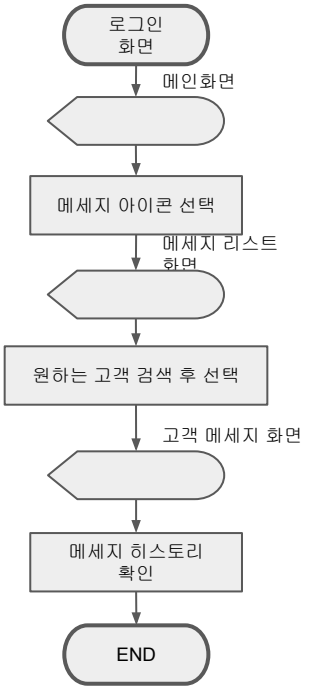 로그인
화면
메인화면
메세지 아이콘 선택
메세지 리스트
화면
원하는 고객 검색 후 선택
고객 메세지 화면
메세지 히스토리
확인
END